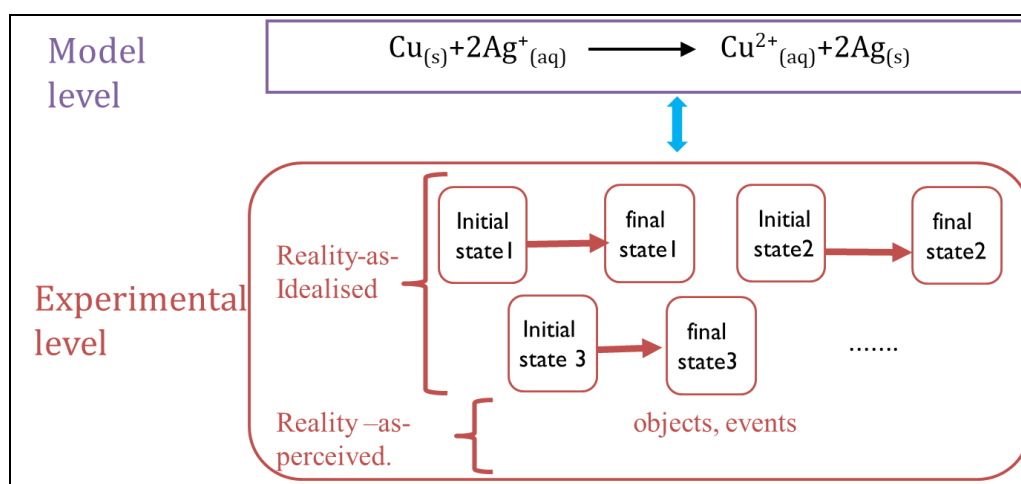 Model
level
Cu(s)+2Ag⁺(aq) ⟶ Cu²⁺(aq)+2Ag(s)
Experimental
level
Reality-as-
Idealised
Initial
state1
final
state1
Initial
state2
final
state2
Initial
state 3
final
state3
.......
Reality –as-
perceived.
objects, events